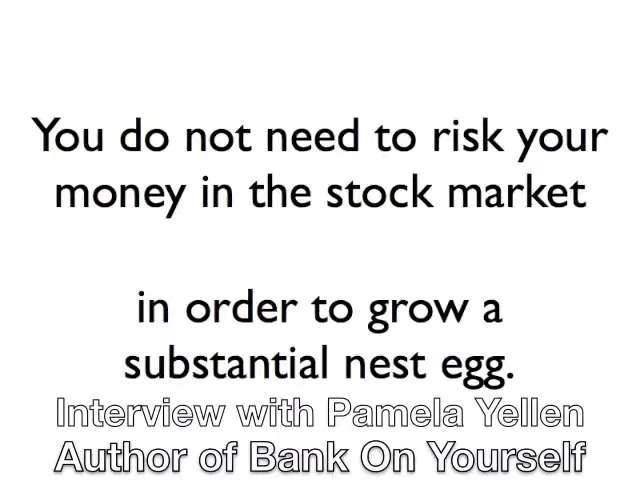 You do not need to risk your
money in the stock market
in order to grow a
substantial nest egg.
Interview with Pamela Yellen
Author of Bank On Yourself